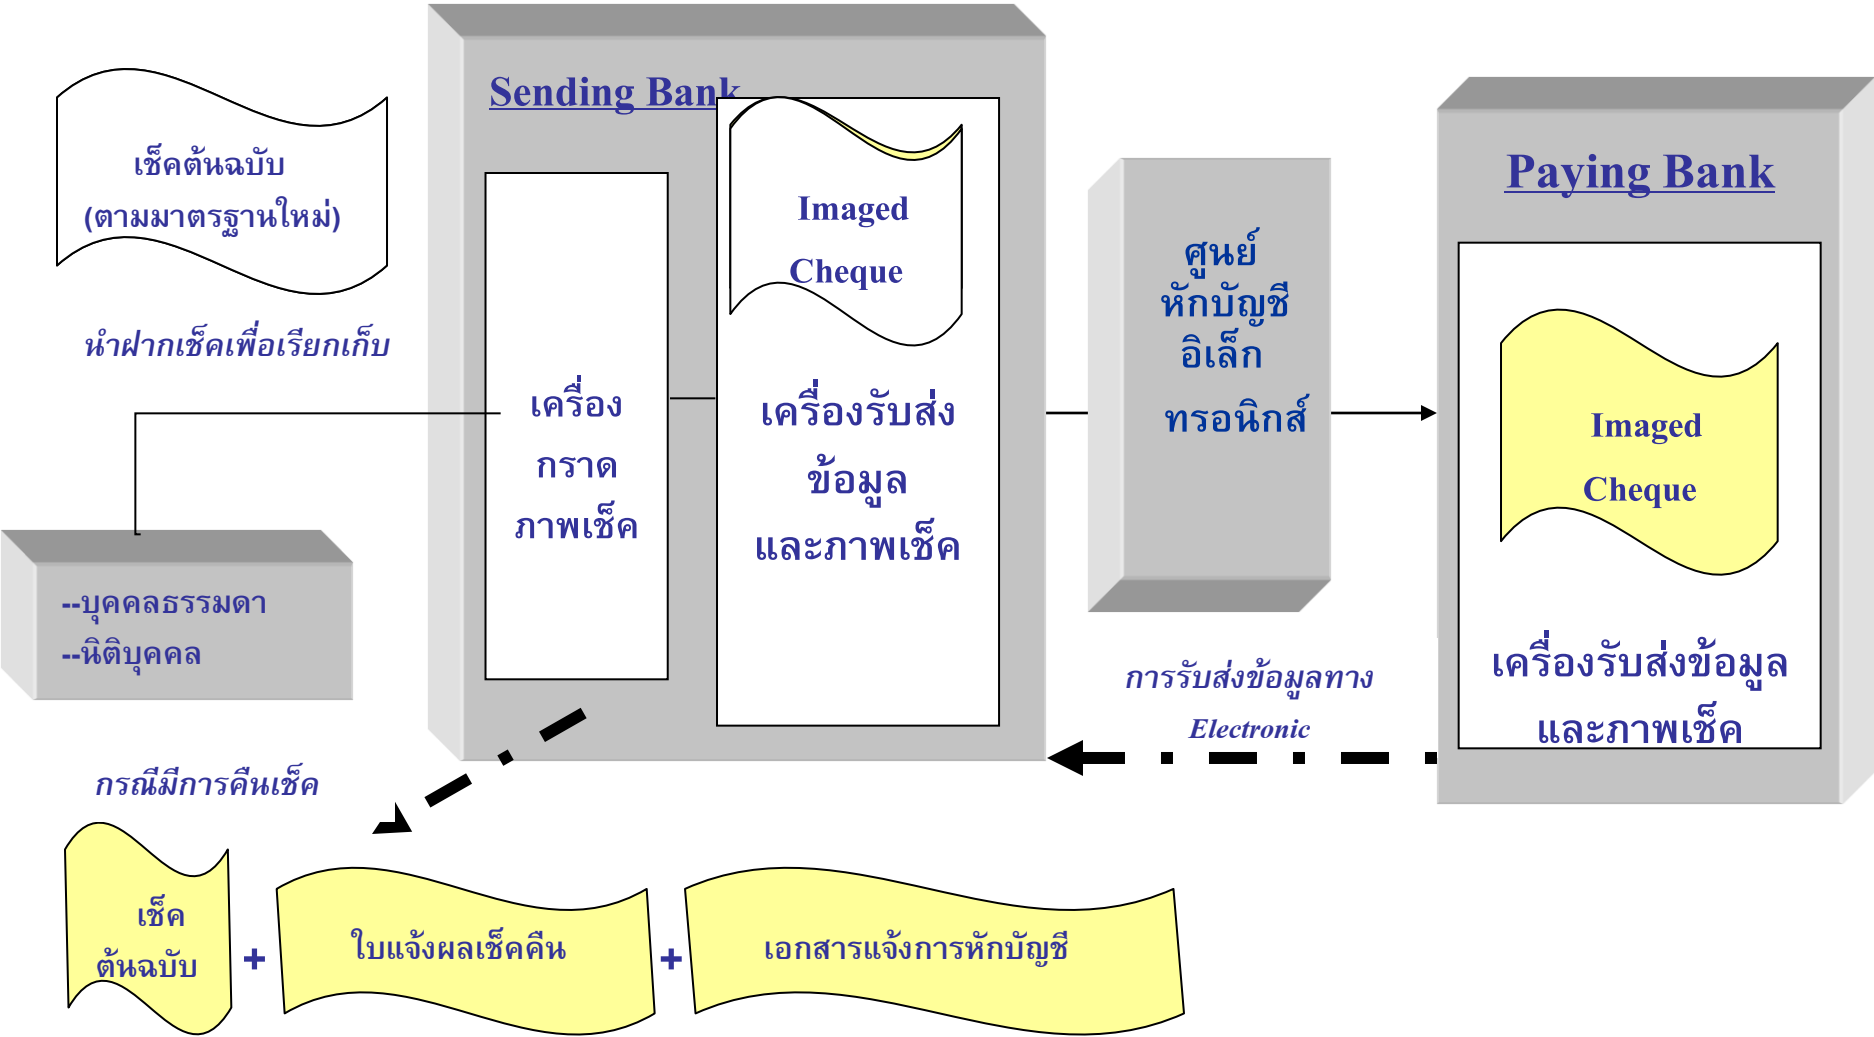 เช็คต้นฉบับ
(ตามมาตรฐานใหม่)
นำฝากเช็คเพื่อเรียกเก็บ
--บุคคลธรรมดา
--นิติบุคคล
Sending Bank
เครื่อง
กราด
ภาพเช็ค
Imaged
Cheque
เครื่องรับส่ง
ข้อมูล
และภาพเช็ค
ศูนย์
หักบัญชี
อิเล็ก
ทรอนิกส์
การรับส่งข้อมูลทาง
Electronic
Paying Bank
Imaged
Cheque
เครื่องรับส่งข้อมูล
และภาพเช็ค
กรณีมีการคืนเช็ค
เช็ค
ต้นฉบับ
+
ใบแจ้งผลเช็คคืน
+
เอกสารแจ้งการหักบัญชี